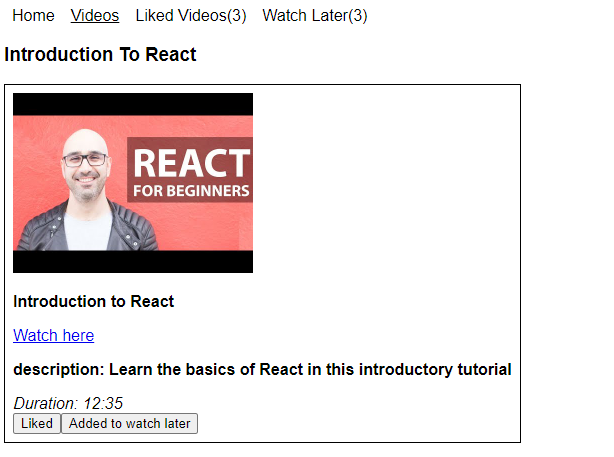 Home Videos Liked Videos(3) Watch Later(3)
Introduction To React
REACT
FOR BEGINNERS
Introduction to React
Watch here
description: Learn the basics of React in this introductory tutorial
Duration: 12:35
Liked Added to watch later